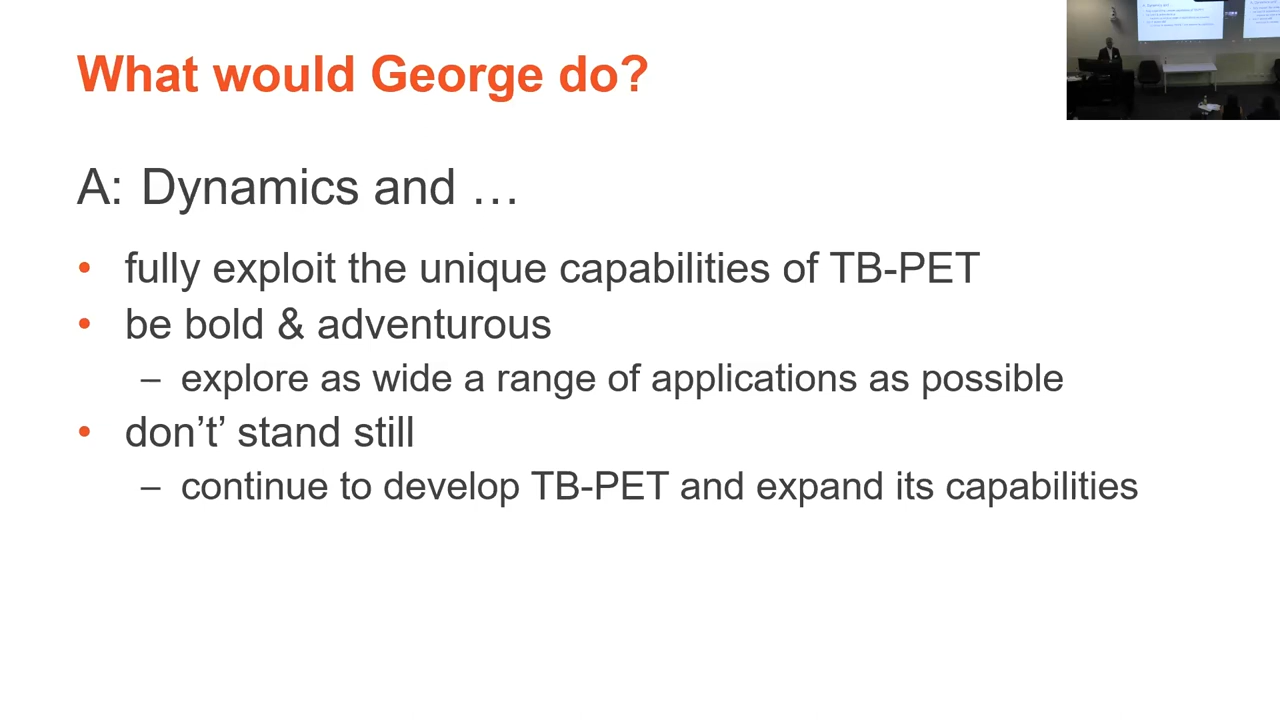 What would George do?
A: Dynamics and …
• fully exploit the unique capabilities of TB-PET
• be bold & adventurous
– explore as wide a range of applications as possible
• don’t’ stand still
– continue to develop TB-PET and expand its capabilities